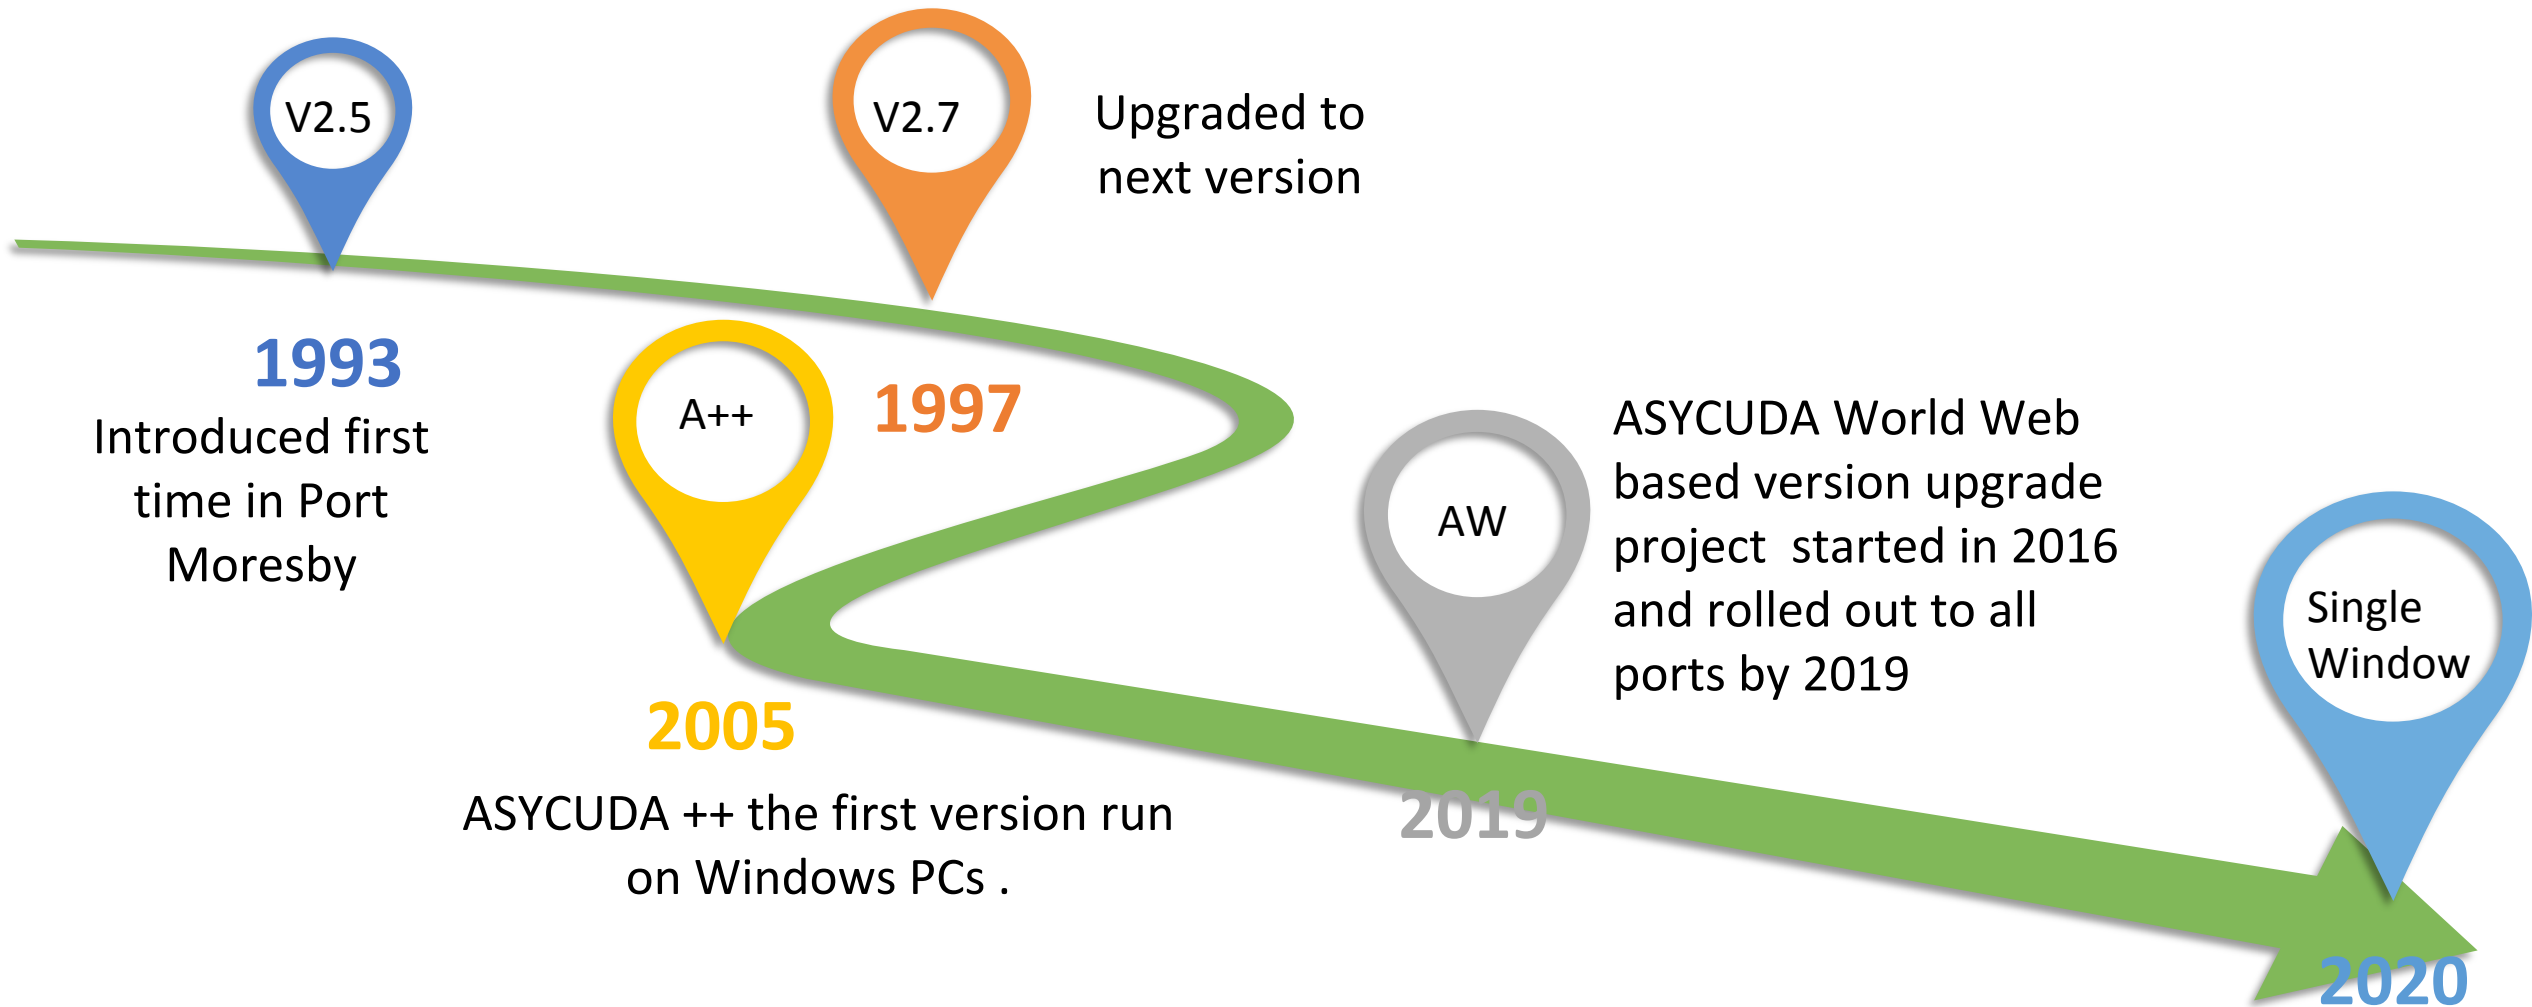 V2.5
1993
Introduced first
time in Port
Moresby
V2.7
Upgraded to
next version
1997
A++
2005
ASYCUDA ++ the first version run
on Windows PCs .
AW
ASYCUDA World Web
based version upgrade
project  started in 2016
and rolled out to all
ports by 2019
2019
Single
Window
2020